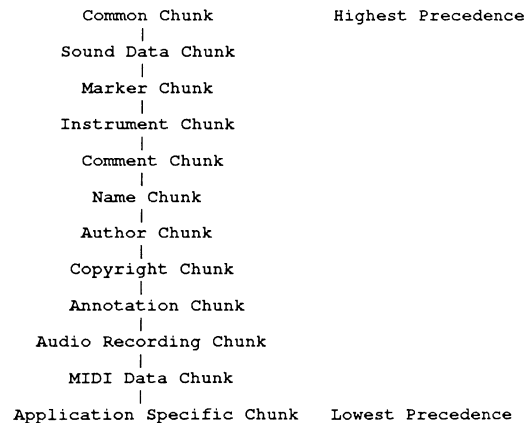 Common Chunk Highest Precedence
|
Sound Data Chunk
|
Marker Chunk
|
Instrument Chunk
|
Comment Chunk
|
Name Chunk
|
Author Chunk
|
Copyright Chunk
|
Annotation Chunk
|
Audio Recording Chunk
|
MIDI Data Chunk
|
Application Specific Chunk Lowest Precedence